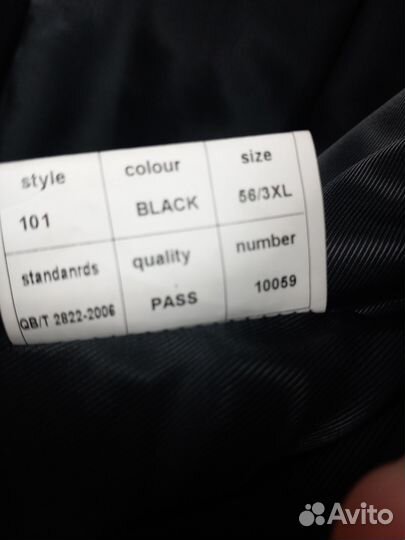 style colour size
101 BLACK 56/3XL
standanrds quality number
QB/T 2822-2006 PASS 10059
Avito